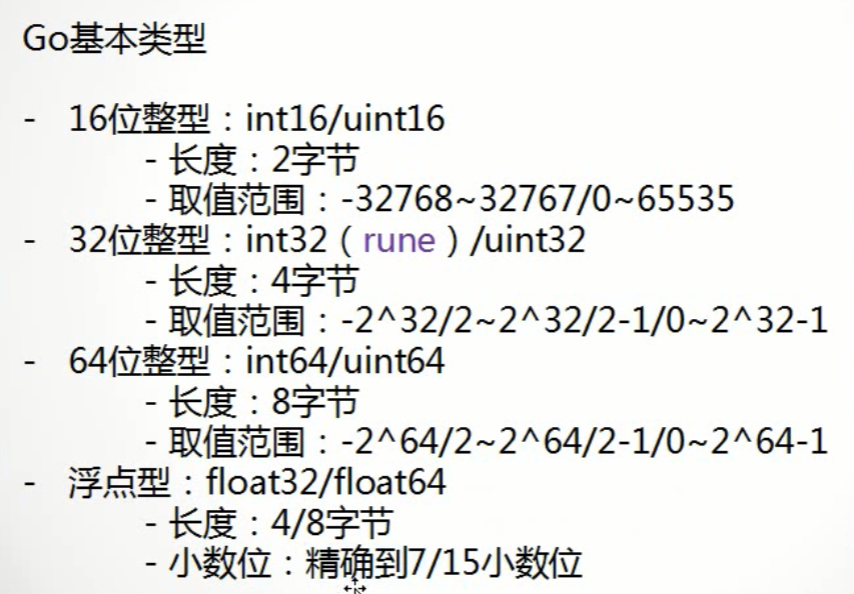 Go基本类型
- 16位整型：int16/uint16
- 长度：2字节
- 取值范围：-32768~32767/0~65535
- 32位整型：int32（rune）/uint32
- 长度：4字节
- 取值范围：-2^32/2~2^32/2-1/0~2^32-1
- 64位整型：int64/uint64
- 长度：8字节
- 取值范围：-2^64/2~2^64/2-1/0~2^64-1
- 浮点型：float32/float64
- 长度：4/8字节
- 小数位：精确到7/15小数位